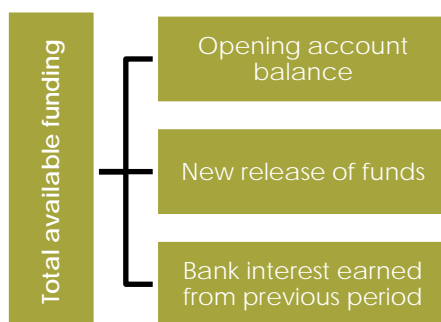 Total available funding
Opening account
balance
New release of funds
Bank interest earned
from previous period